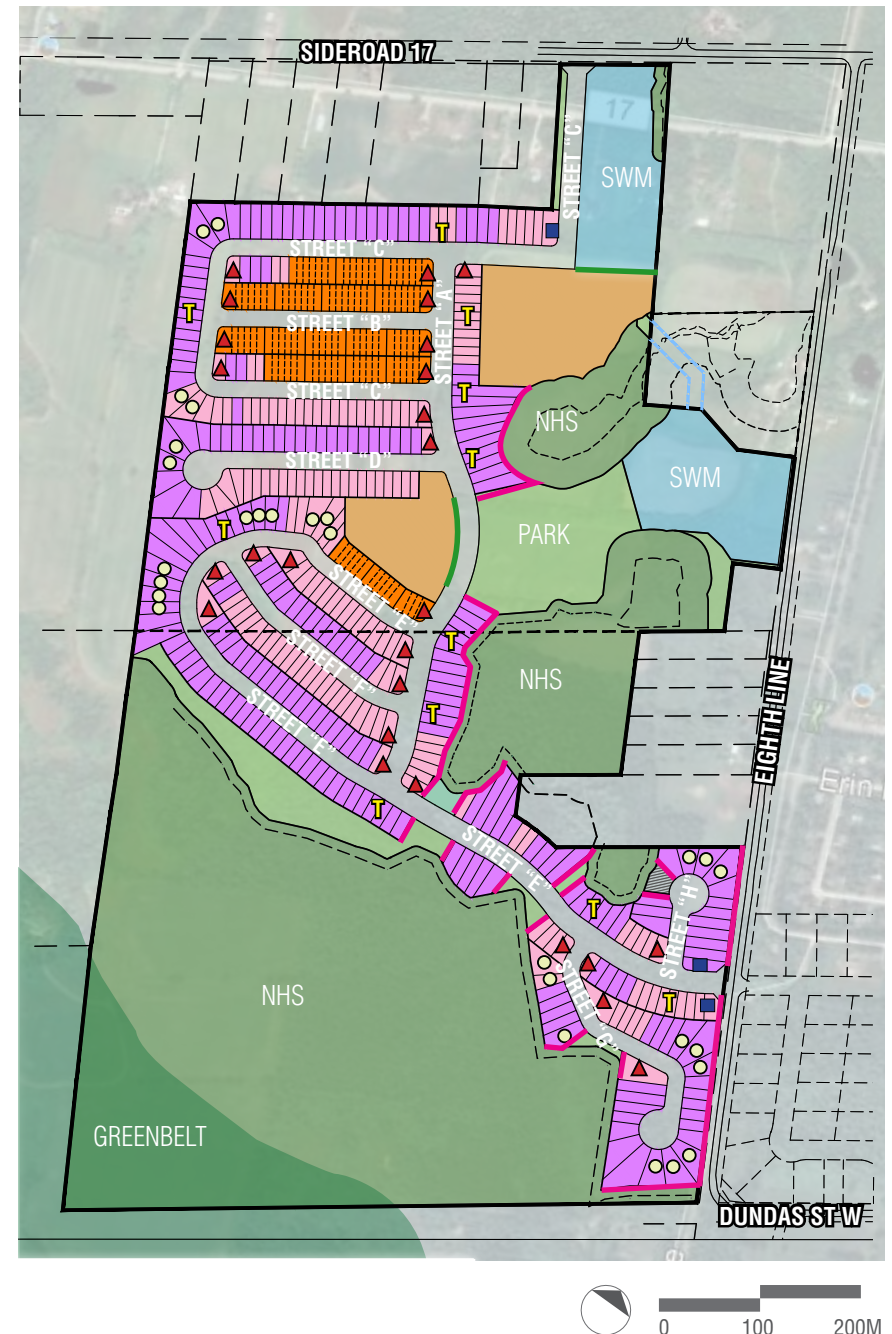 SIDEROAD 17
17
STREET "C"
SWM
T
STREET "C"
STREET "A"
T
T
STREET "B"
STREET "C"
T
NHS
T
STREET "D"
SWM
T
PARK
STREET "F"
T
STREET "F"
NHS
STREET "E"
T
EIGHTH LINE
Erin
T
STREET "E"
T
STREET "H"
T
STREET "G"
NHS
GREENBELT
DUNDAS ST W
0 100 200M